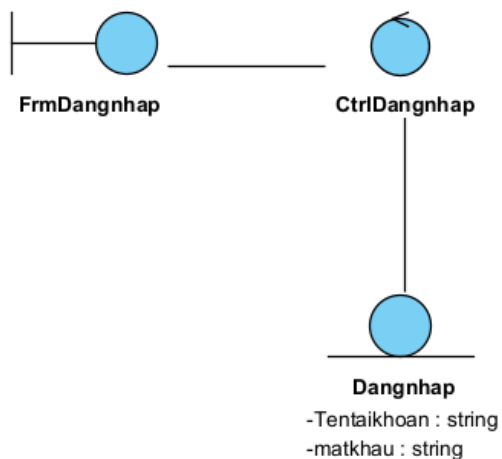 FrmDangnhap
CtrlDangnhap
Dangnhap
-Tentaikhoan : string
-matkhau : string